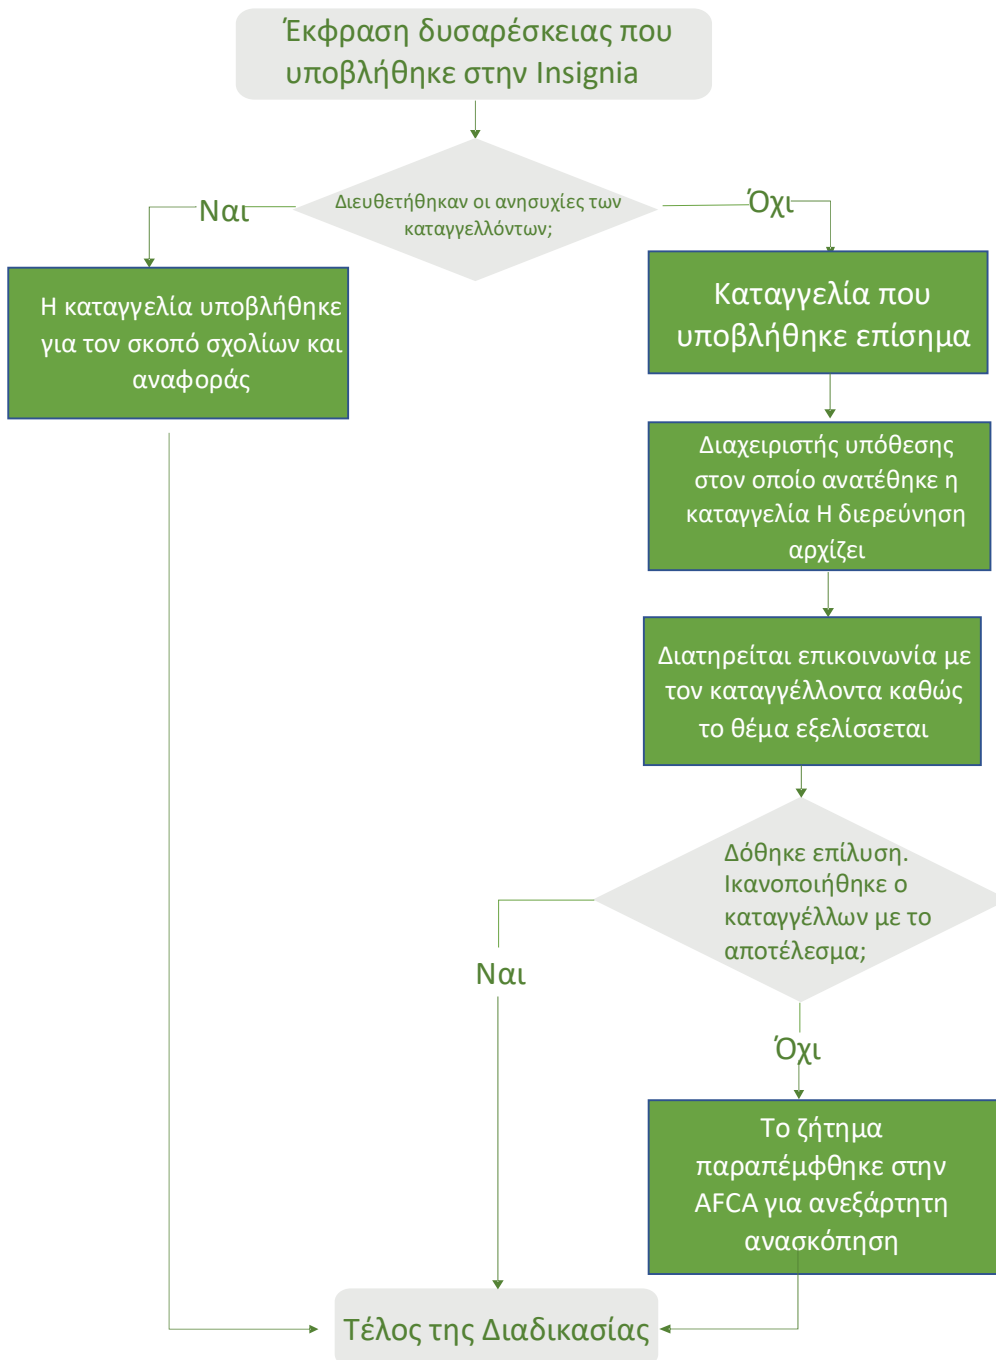 Έκφραση δυσαρέσκειας που
υποβλήθηκε στην Insignia
Διευθετήθηκαν οι ανησυχίες των
καταγγελλόντων;
Ναι
Όχι
Η καταγγελία υποβλήθηκε
για τον σκοπό σχολίων και
αναφοράς
Καταγγελία που
υποβλήθηκε επίσημα
Διαχειριστής υπόθεσης
στον οποίο ανατέθηκε η
καταγγελία Η διερεύνηση
αρχίζει
Διατηρείται επικοινωνία με
τον καταγγέλλοντα καθώς
το θέμα εξελίσσεται
Δόθηκε επίλυση.
Ικανοποιήθηκε ο
καταγγέλλων με το
αποτέλεσμα;
Ναι
Όχι
Το ζήτημα
παραπέμφθηκε στην
AFCA για ανεξάρτητη
ανασκόπηση
Τέλος της Διαδικασίας